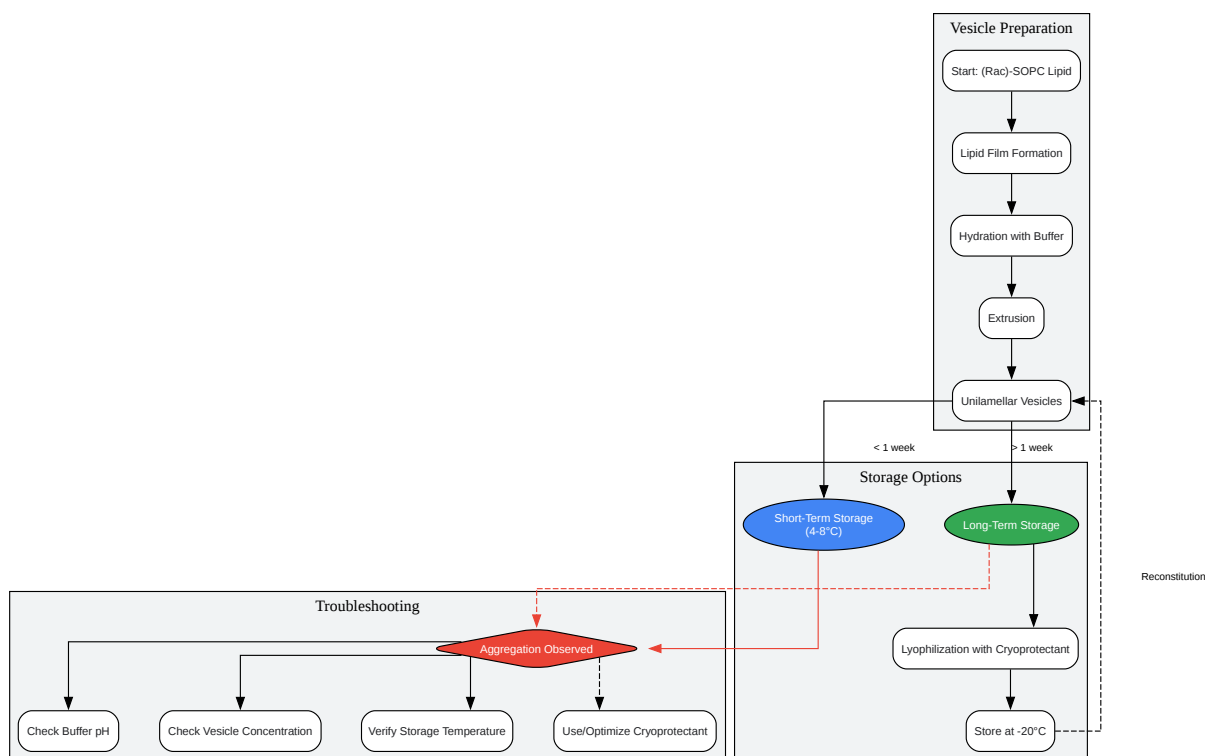 Vesicle Preparation
Start: (Rac)-SOPC Lipid
Lipid Film Formation
Hydration with Buffer
Extrusion
Unilamellar Vesicles
< 1 week
> 1 week
Storage Options
Short-Term Storage
(4-8°C)
Long-Term Storage
Reconstitution
Troubleshooting
Aggregation Observed
Lyophilization with Cryoprotectant
Check Buffer pH
Check Vesicle Concentration
Verify Storage Temperature
Use/Optimize Cryoprotectant
Store at -20°C